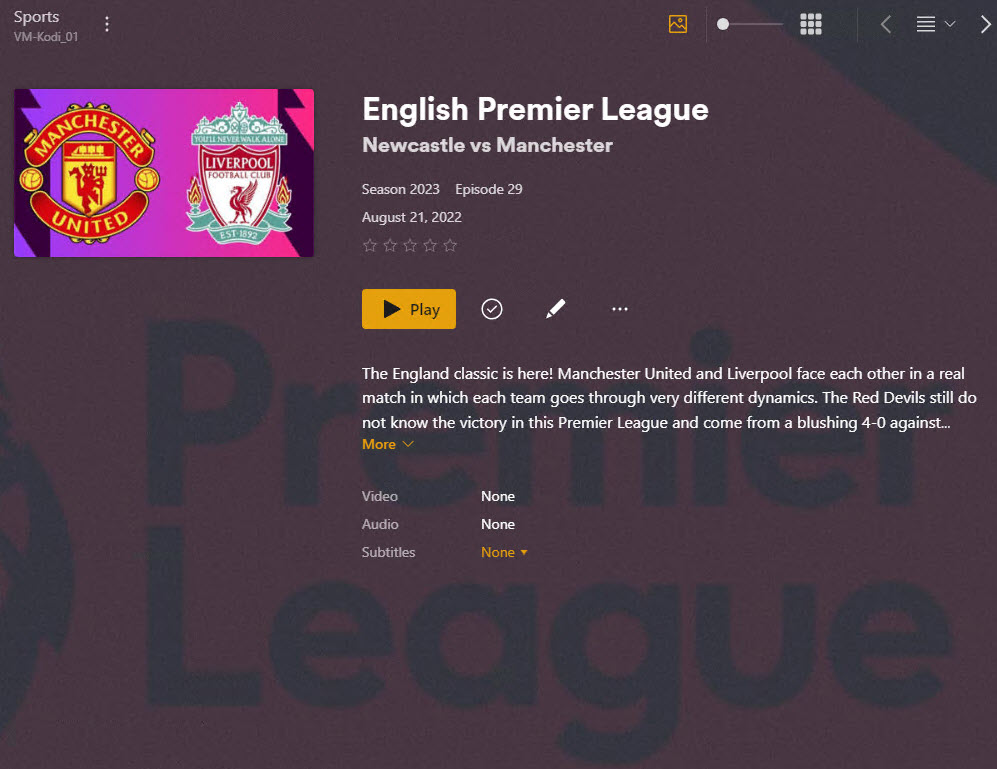 Sports
VM-Kodi_01
MANCHESTER
UNITED
YOU'LL NEVER WALK ALONE
LIVERPOOL
FOOTBALL CLUB
EST·1892
English Premier League
Newcastle vs Manchester
Season 2023 Episode 29
August 21, 2022
Play
The England classic is here! Manchester United and Liverpool face each other in a real
match in which each team goes through very different dynamics. The Red Devils still do
not know the victory in this Premier League and come from a blushing 4-0 against...
More
Video None
Audio None
Subtitles None
Premier
League